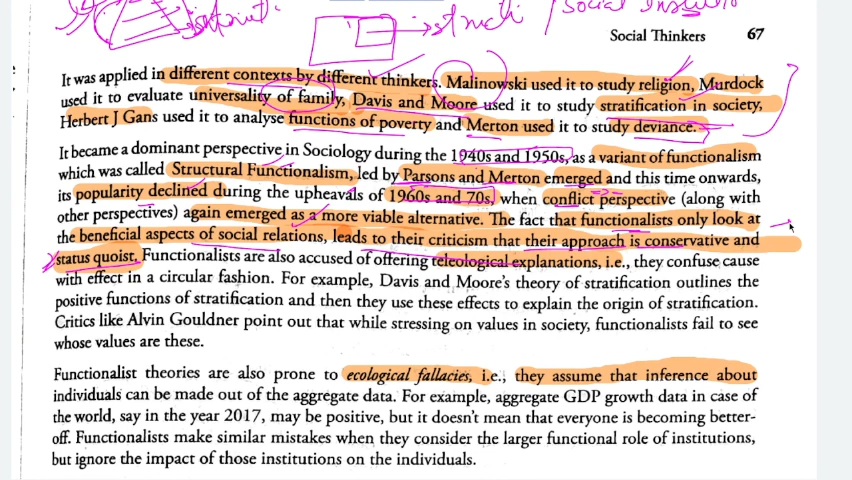 Social Institu
struct
Social Thinkers 67
It was applied in different contexts by different thinkers. Malinowski used it to study religion, Murdock
used it to evaluate universality of family, Davis and Moore used it to study stratification in society,
Herbert J Gans used it to analyse functions of poverty and Merton used it to study deviance.
It became a dominant perspective in Sociology during the 1940s and 1950s, as a variant of functionalism
which was called Structural Functionalism, led by Parsons and Merton emerged and this time onwards,
its popularity declined during the upheavals of 1960s and 70s, when conflict perspective (along with
other perspectives) again emerged as a more viable alternative. The fact that functionalists only look at
the beneficial aspects of social relations, leads to their criticism that their approach is conservative and
status quoist. Functionalists are also accused of offering teleological explanations, i.e., they confuse cause
with effect in a circular fashion. For example, Davis and Moore's theory of stratification outlines the
positive functions of stratification and then they use these effects to explain the origin of stratification.
Critics like Alvin Gouldner point out that while stressing on values in society, functionalists fail to see
whose values are these.
Functionalist theories are also prone to ecological fallacies, i.e., they assume that inference about
individuals can be made out of the aggregate data. For example, aggregate GDP growth data in case of
the world, say in the year 2017, may be positive, but it doesn't mean that everyone is becoming better-
off. Functionalists make similar mistakes when they consider the larger functional role of institutions,
but ignore the impact of those institutions on the individuals.